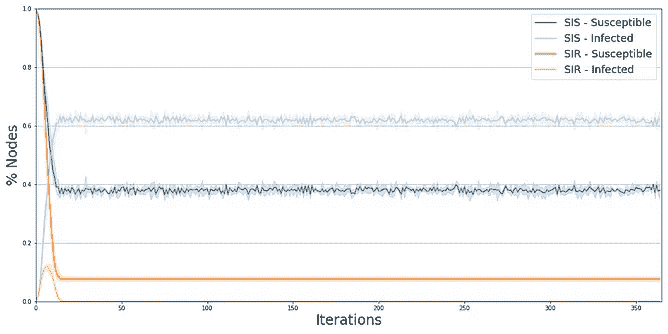 1.0
0.8
0.6
0.4
0.2
0.0
% Nodes
0
50
100
150
200
250
300
350
Iterations
SIS - Susceptible
SIS - Infected
SIR - Susceptible
SIR - Infected